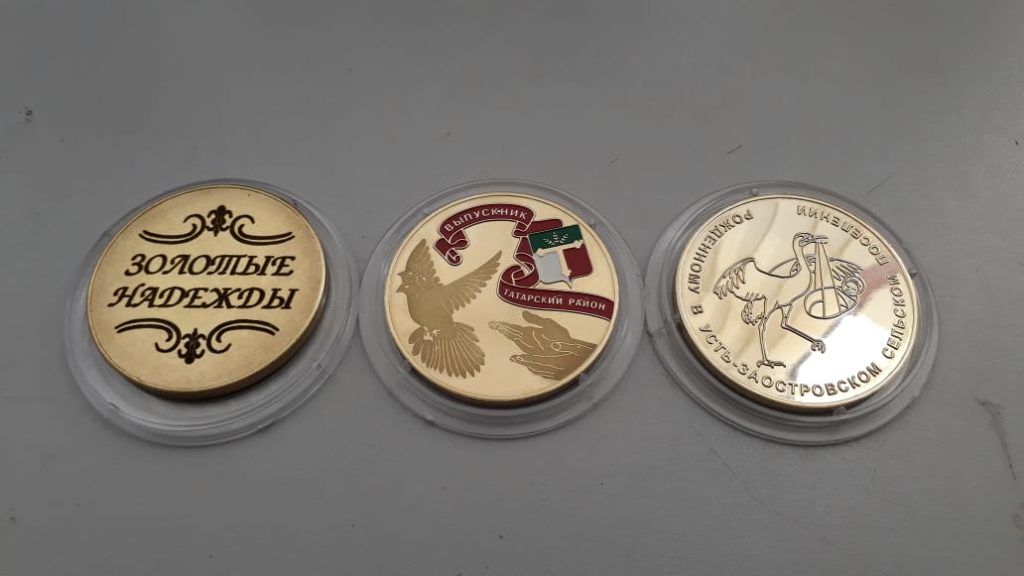 ЗОЛОТЫЕ
НАДЕЖДЫ
ВЫПУСКНИК
ТАТАРСКИЙ РАЙОН
РОЖДЕННОМУ В УСТЬ-ЗАОСТРОВСКОМ СЕЛЬСКОМ ПОСЕЛЕНИИ